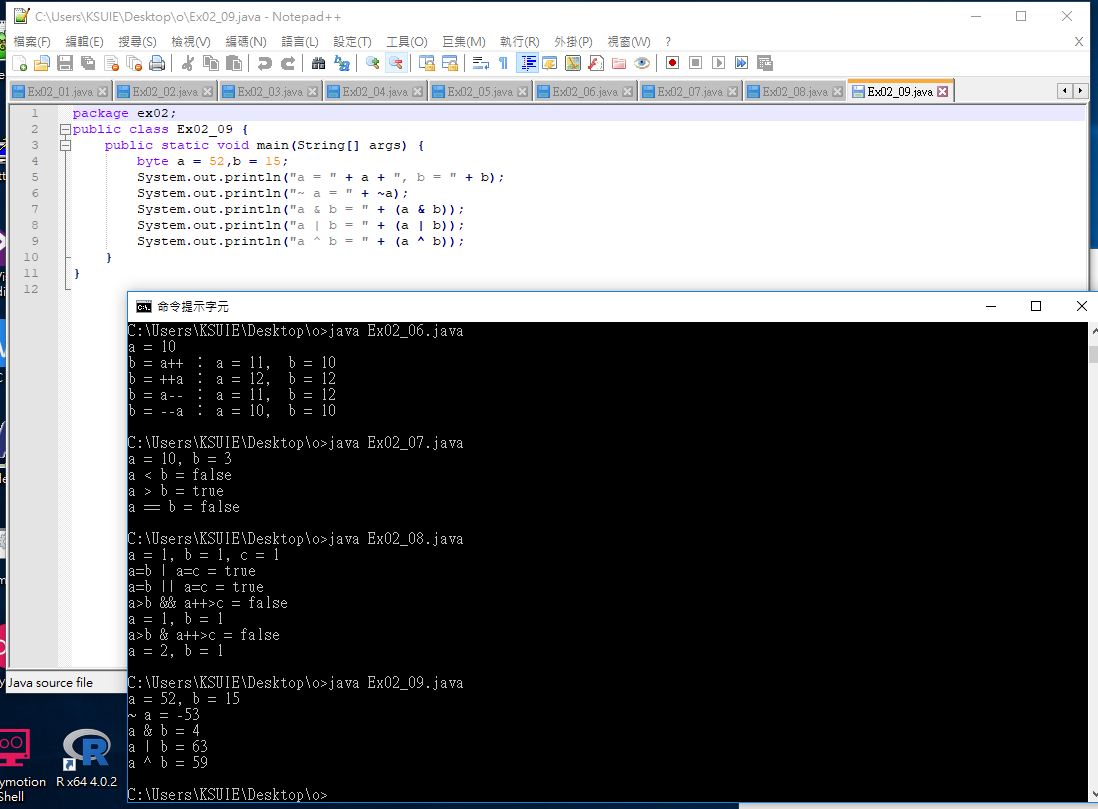 C:\Users\KSUIE\Desktop\o\Ex02_09.java - Notepad++
檔案(F) 編輯(E) 搜尋(S) 檢視(V) 編碼(N) 語言(L) 設定(T) 工具(O) 巨集(M) 執行(R) 外掛(P) 視窗(W) ? X
Ex02_01.java Ex02_02.java Ex02_03.java Ex02_04.java Ex02_05.java Ex02_06.java Ex02_07.java Ex02_08.java Ex02_09.java
1 package ex02;
2 public class Ex02_09 {
3 public static void main(String[] args) {
4 byte a = 52,b = 15;
5 System.out.println("a = " + a + ", b = " + b);
6 System.out.println("~ a = " + ~a);
7 System.out.println("a & b = " + (a & b));
8 System.out.println("a | b = " + (a | b));
9 System.out.println("a ^ b = " + (a ^ b));
10 }
11 }
12
命令提示字元
C:\Users\KSUIE\Desktop\o>java Ex02_06.java
a = 10
b = a++ : a = 11, b = 10
b = ++a : a = 12, b = 12
b = a-- : a = 11, b = 12
b = --a : a = 10, b = 10
C:\Users\KSUIE\Desktop\o>java Ex02_07.java
a = 10, b = 3
a < b = false
a > b = true
a == b = false
C:\Users\KSUIE\Desktop\o>java Ex02_08.java
a = 1, b = 1, c = 1
a=b | a=c = true
a=b || a=c = true
a>b && a++>c = false
a = 1, b = 1
a>b & a++>c = false
a = 2, b = 1
C:\Users\KSUIE\Desktop\o>java Ex02_09.java
a = 52, b = 15
~ a = -53
a & b = 4
a | b = 63
a ^ b = 59
C:\Users\KSUIE\Desktop\o>
Java source file
ymotion
Shell
R x64 4.0.2